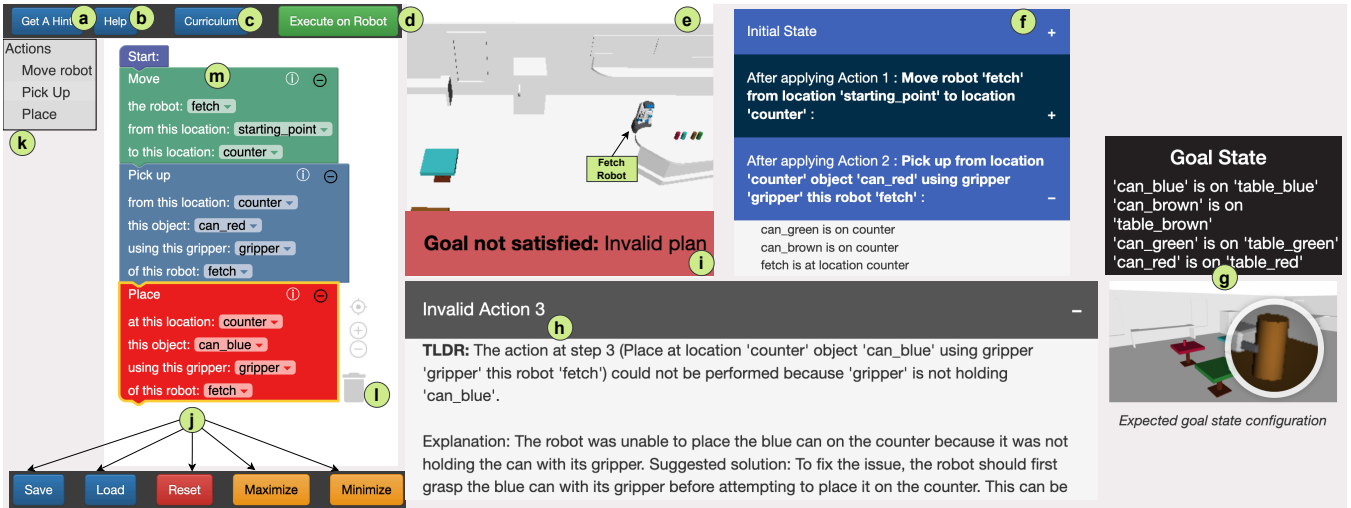 Get A Hint a Help b Curriculum c Execute on Robot d
Actions
Move robot
Pick Up
Place
k
Start:
Move m
the robot: fetch
from this location: starting_point
to this location: counter
Pick up
from this location: counter
this object: can_red
using this gripper: gripper
of this robot: fetch
Place
at this location: counter
this object: can_blue
using this gripper: gripper
of this robot: fetch
l
j
Save Load Reset Maximize Minimize
e
Fetch
Robot
Goal not satisfied: Invalid plan
i
Initial State f +
After applying Action 1 : Move robot 'fetch'
from location 'starting_point' to location
'counter' : +
After applying Action 2 : Pick up from location
'counter' object 'can_red' using gripper
'gripper' this robot 'fetch' : −
can_green is on counter
can_brown is on counter
fetch is at location counter
Goal State
'can_blue' is on 'table_blue'
'can_brown' is on
'table_brown'
'can_green' is on 'table_green'
'can_red' is on 'table_red'
g
Expected goal state configuration
Invalid Action 3 −
h
TLDR: The action at step 3 (Place at location 'counter' object 'can_blue' using gripper
'gripper' this robot 'fetch') could not be performed because 'gripper' is not holding
'can_blue'.
Explanation: The robot was unable to place the blue can on the counter because it was not
holding the can with its gripper. Suggested solution: To fix the issue, the robot should first
grasp the blue can with its gripper before attempting to place it on the counter. This can be